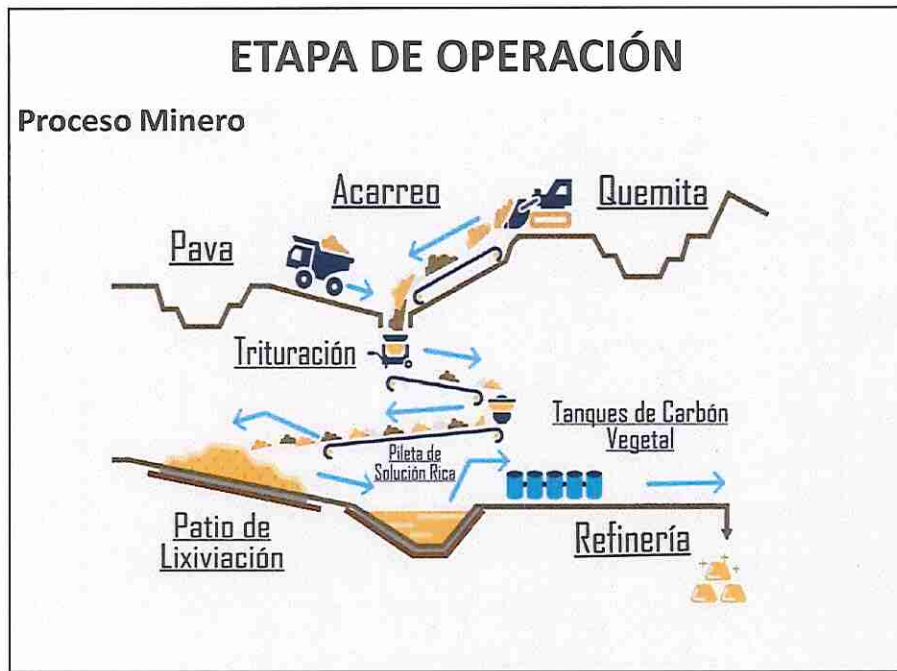 ETAPA DE OPERACIÓN
Proceso Minero
Acarreo
Quemita
Pava
Trituración
Tanques de Carbón
Vegetal
Pileta de
Solución Rica
Patio de
Lixiviación
Refinería